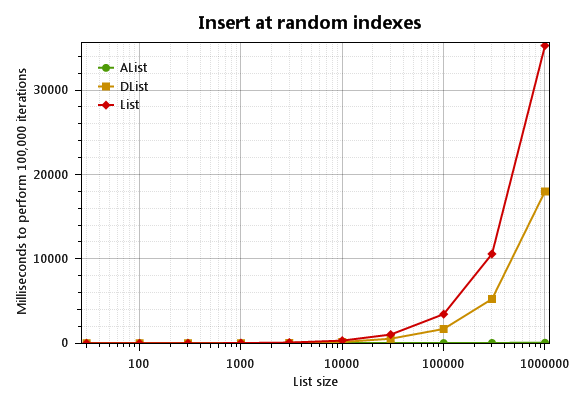 Insert at random indexes
Milliseconds to perform 100,000 iterations
30000
20000
10000
0
AList
DList
List
100
1000
10000
100000
1000000
List size